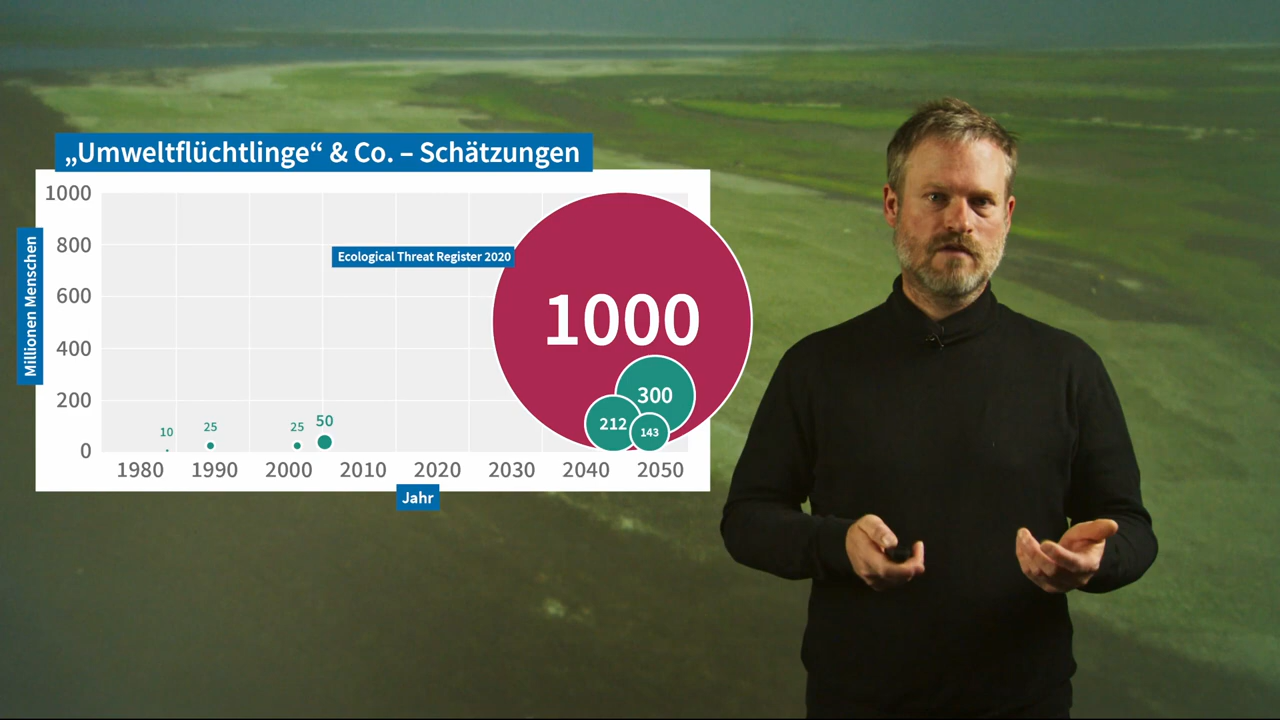 „Umweltflüchtlinge“ & Co. – Schätzungen
Millionen Menschen
1000
800
600
400
200
0
Ecological Threat Register 2020
1000
300
212
143
10
25
25
50
1980 1990 2000 2010 2020 2030 2040 2050
Jahr